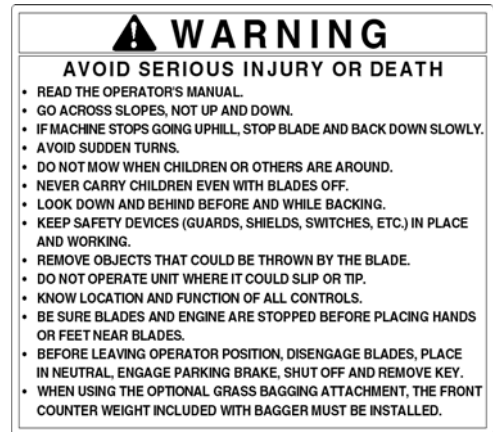 WARNING
AVOID SERIOUS INJURY OR DEATH
• READ THE OPERATOR'S MANUAL.
• GO ACROSS SLOPES, NOT UP AND DOWN.
• IF MACHINE STOPS GOING UPHILL, STOP BLADE AND BACK DOWN SLOWLY.
• AVOID SUDDEN TURNS.
• DO NOT MOW WHEN CHILDREN OR OTHERS ARE AROUND.
• NEVER CARRY CHILDREN EVEN WITH BLADES OFF.
• LOOK DOWN AND BEHIND BEFORE AND WHILE BACKING.
• KEEP SAFETY DEVICES (GUARDS, SHIELDS, SWITCHES, ETC.) IN PLACE
AND WORKING.
• REMOVE OBJECTS THAT COULD BE THROWN BY THE BLADE.
• DO NOT OPERATE UNIT WHERE IT COULD SLIP OR TIP.
• KNOW LOCATION AND FUNCTION OF ALL CONTROLS.
• BE SURE BLADES AND ENGINE ARE STOPPED BEFORE PLACING HANDS
OR FEET NEAR BLADES.
• BEFORE LEAVING OPERATOR POSITION, DISENGAGE BLADES, PLACE
IN NEUTRAL, ENGAGE PARKING BRAKE, SHUT OFF AND REMOVE KEY.
• WHEN USING THE OPTIONAL GRASS BAGGING ATTACHMENT, THE FRONT
COUNTER WEIGHT INCLUDED WITH BAGGER MUST BE INSTALLED.